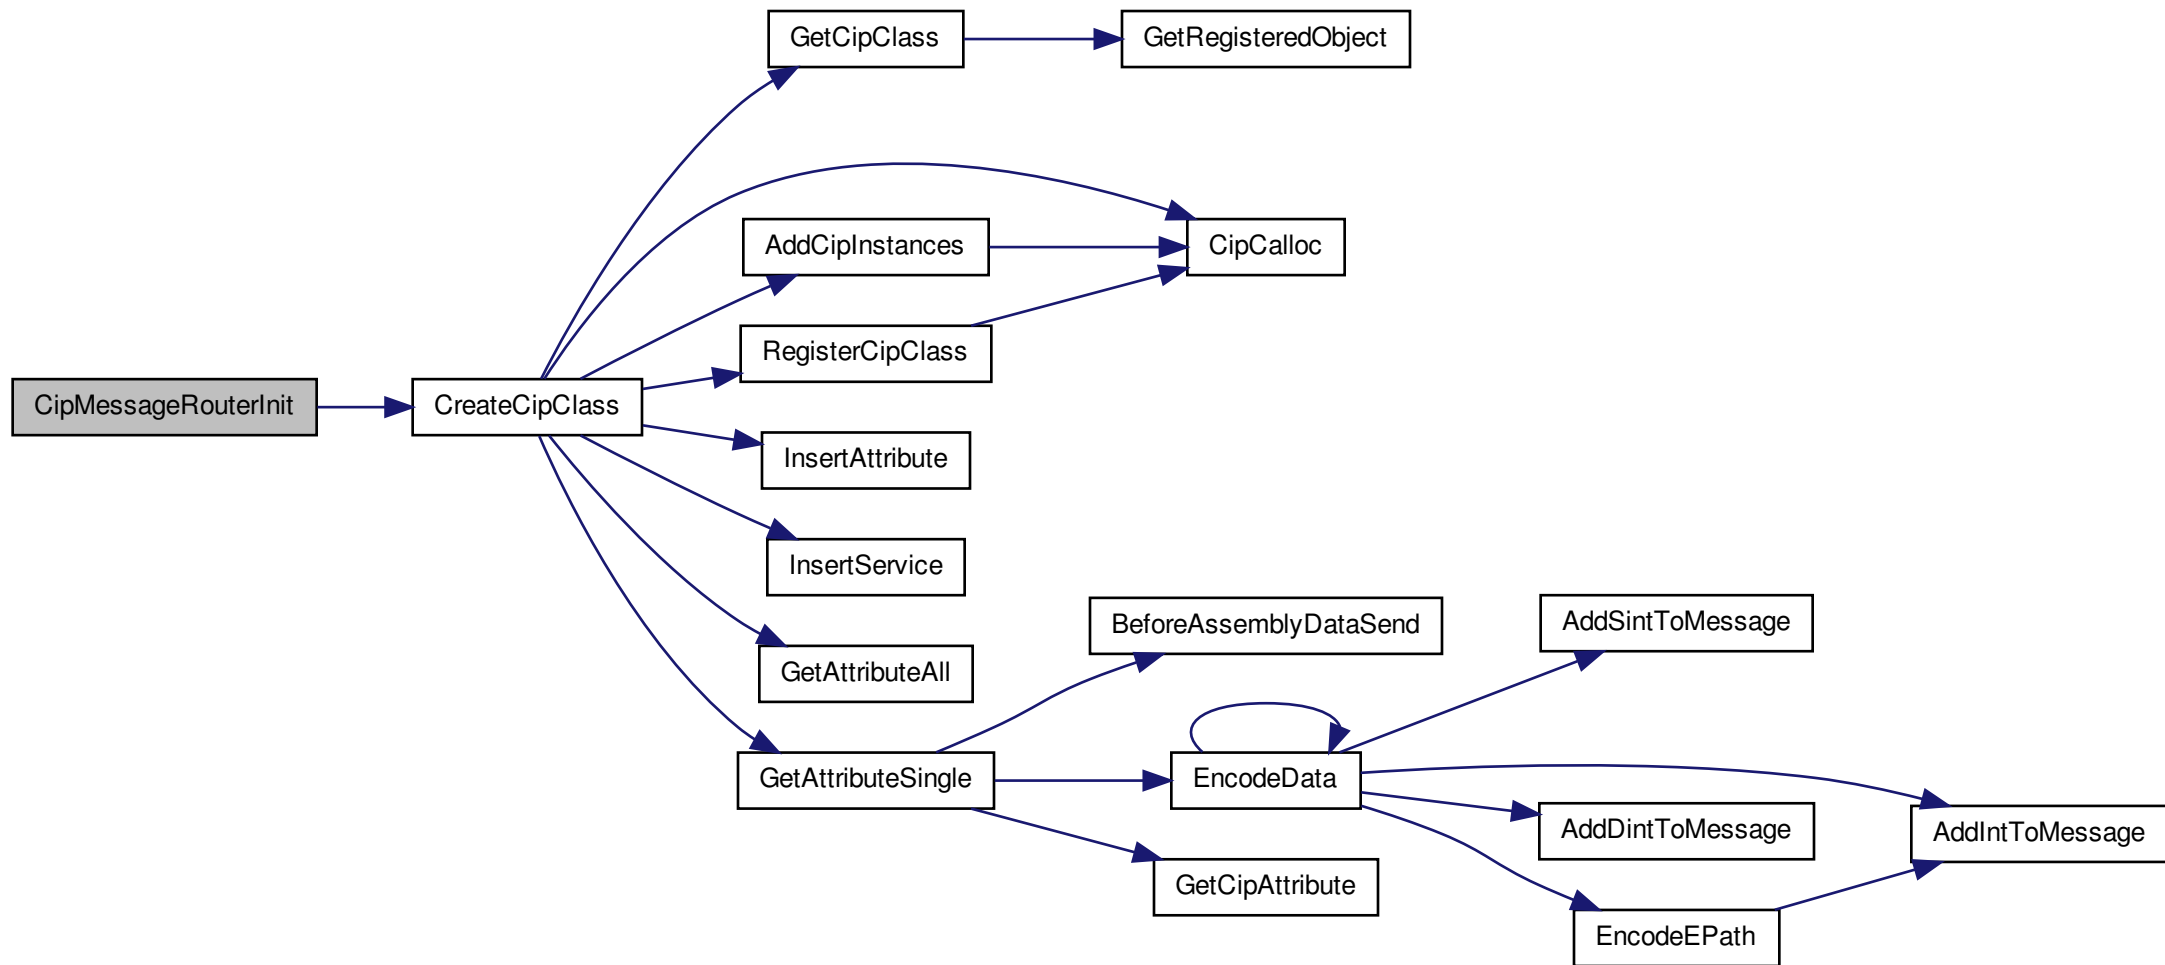 GetCipClass
GetRegisteredObject
AddCipInstances
CipCalloc
RegisterCipClass
CipMessageRouterInit
CreateCipClass
InsertAttribute
InsertService
BeforeAssemblyDataSend
AddSintToMessage
GetAttributeAll
GetAttributeSingle
EncodeData
AddDintToMessage
AddIntToMessage
GetCipAttribute
EncodeEPath